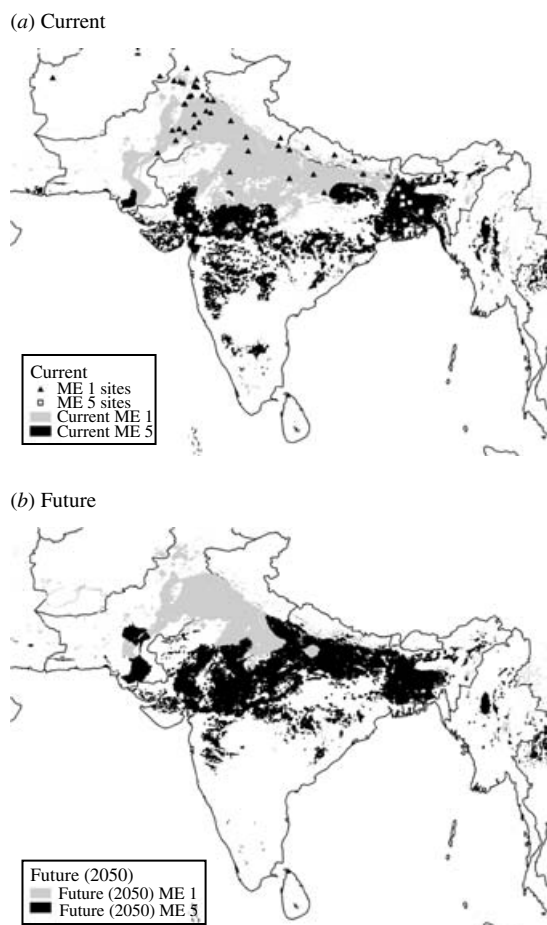 (a) Current
Current
ME 1 sites
ME 5 sites
Current ME 1
Current ME 5
(b) Future
Future (2050)
Future (2050) ME 1
Future (2050) ME 5